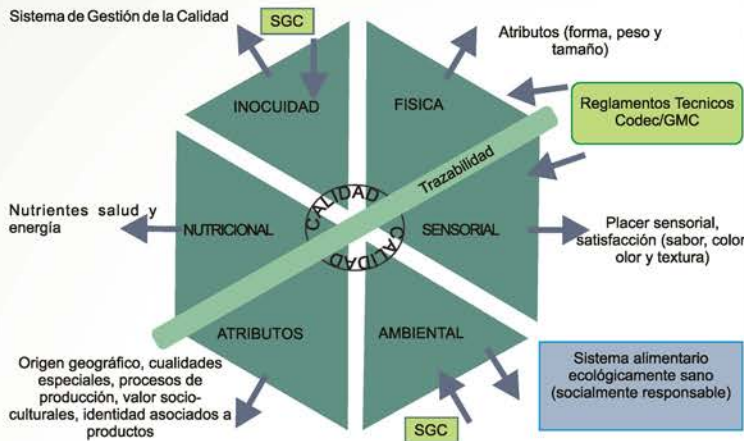 Sistema de Gestión de la Calidad
SGC
Atributos (forma, peso y
tamaño)
INOCUIDAD
FISICA
Reglamentos Tecnicos
Codec/GMC
Trazabilidad
Nutrientes salud y
energía
NUTRICIONAL
CALIDAD
CALIDAD
SENSORIAL
Placer sensorial,
satisfacción (sabor, color
olor y textura)
ATRIBUTOS
AMBIENTAL
Origen geográfico, cualidades
especiales, procesos de
producción, valor socio-
culturales, identidad asociados a
productos
Sistema alimentario
ecológicamente sano
(socialmente responsable)
SGC